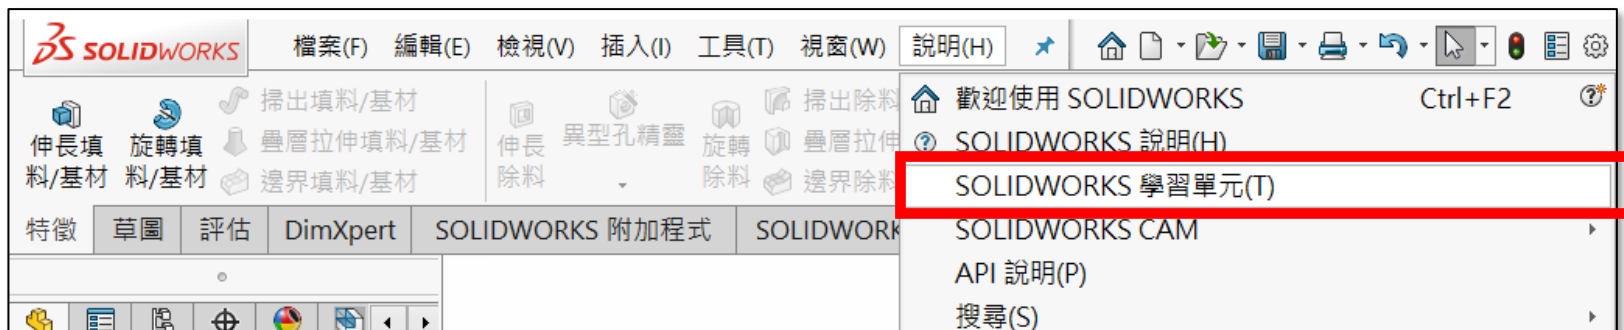 SOLIDWORKS 檔案(F) 編輯(E) 檢視(V) 插入(I) 工具(T) 視窗(W) 說明(H)
伸長填料/基材
旋轉填料/基材
掃出填料/基材
疊層拉伸填料/基材
邊界填料/基材
伸長除料
異型孔精靈
旋轉除料
掃出除料
疊層拉伸
邊界除料
特徵 草圖 評估 DimXpert SOLIDWORKS 附加程式 SOLIDWORK
歡迎使用 SOLIDWORKS Ctrl+F2
SOLIDWORKS 說明(H)
SOLIDWORKS 學習單元(T)
SOLIDWORKS CAM
API 說明(P)
搜尋(S)